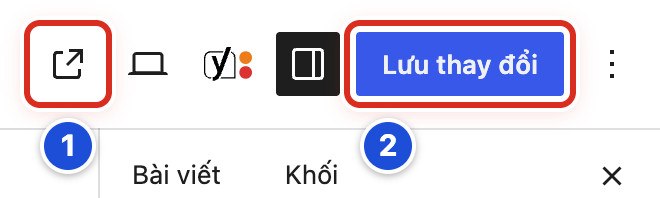 Lưu thay đổi
1
2
Bài viết Khối